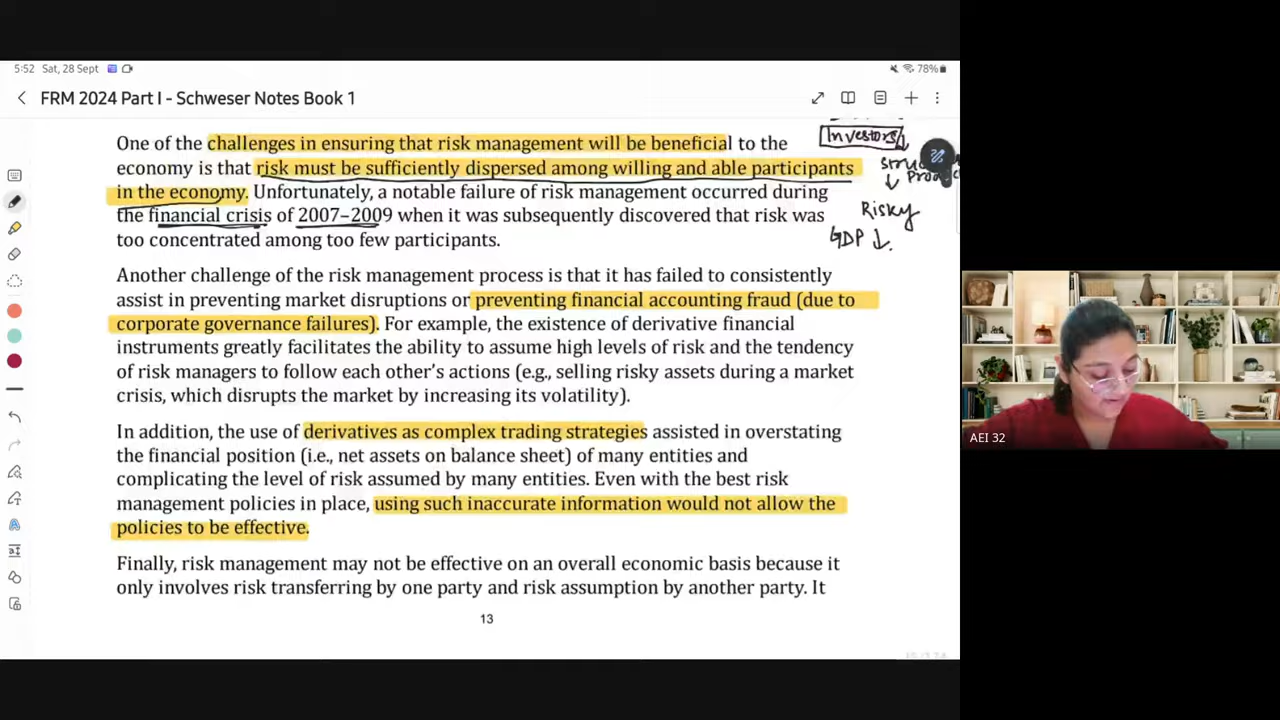 5:52 Sat, 28 Sept
78%
FRM 2024 Part I - Schweser Notes Book 1
One of the challenges in ensuring that risk management will be beneficial to the
economy is that risk must be sufficiently dispersed among willing and able participants
in the economy. Unfortunately, a notable failure of risk management occurred during
the financial crisis of 2007–2009 when it was subsequently discovered that risk was
too concentrated among too few participants.
Investors
Risky
GDP ↓
Another challenge of the risk management process is that it has failed to consistently
assist in preventing market disruptions or preventing financial accounting fraud (due to
corporate governance failures). For example, the existence of derivative financial
instruments greatly facilitates the ability to assume high levels of risk and the tendency
of risk managers to follow each other’s actions (e.g., selling risky assets during a market
crisis, which disrupts the market by increasing its volatility).
In addition, the use of derivatives as complex trading strategies assisted in overstating
the financial position (i.e., net assets on balance sheet) of many entities and
complicating the level of risk assumed by many entities. Even with the best risk
management policies in place, using such inaccurate information would not allow the
policies to be effective.
Finally, risk management may not be effective on an overall economic basis because it
only involves risk transferring by one party and risk assumption by another party. It
13
AEI 32